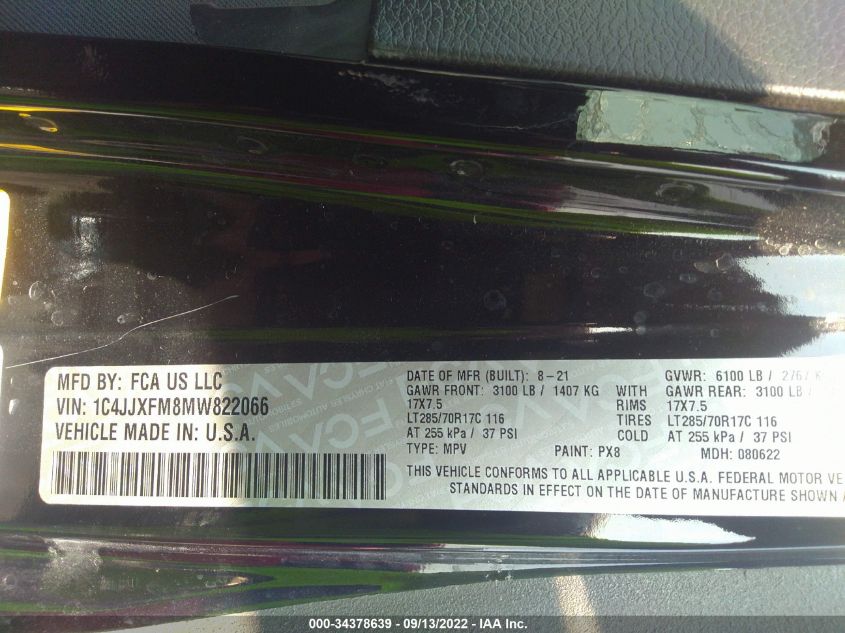 MFD BY: FCA US LLC
VIN: 1C4JJXFM8MW822066
VEHICLE MADE IN: U.S.A.
DATE OF MFR (BUILT): 8-21 GVWR: 6100 LB / 2767 K
GAWR FRONT: 3100 LB / 1407 KG WITH GAWR REAR: 3100 LB /
17X7.5 RIMS 17X7.5
LT285/70R17C 116 TIRES LT285/70R17C 116
AT 255 kPa / 37 PSI COLD AT 255 kPa / 37 PSI
TYPE: MPV PAINT: PX8 MDH: 080622
THIS VEHICLE CONFORMS TO ALL APPLICABLE U.S.A. FEDERAL MOTOR VE
STANDARDS IN EFFECT ON THE DATE OF MANUFACTURE SHOWN A
000-34378639 - 09/13/2022 - IAA Inc.